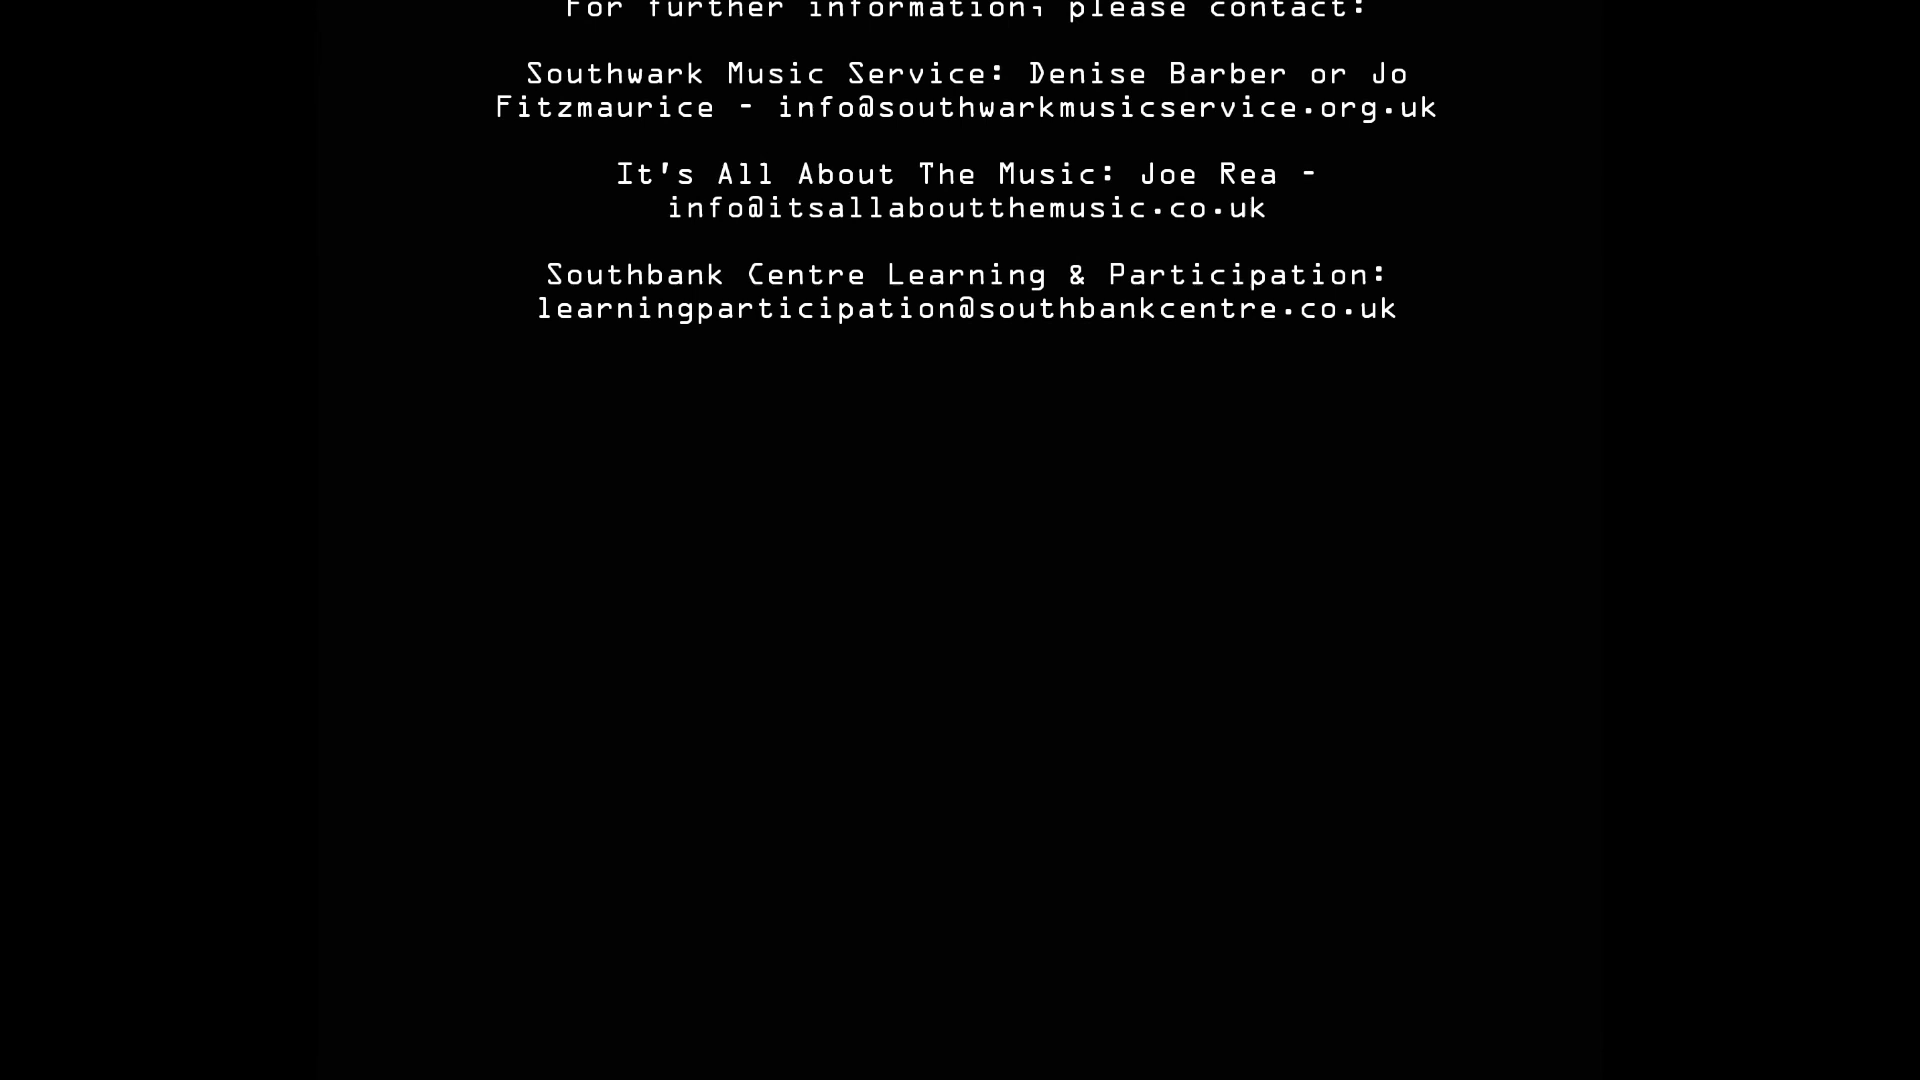 For further information, please contact:
Southwark Music Service: Denise Barber or Jo
Fitzmaurice - info@southwarkmusicservice.org.uk
It's All About The Music: Joe Rea -
info@itsallaboutthemusic.co.uk
Southbank Centre Learning & Participation:
learningparticipation@southbankcentre.co.uk